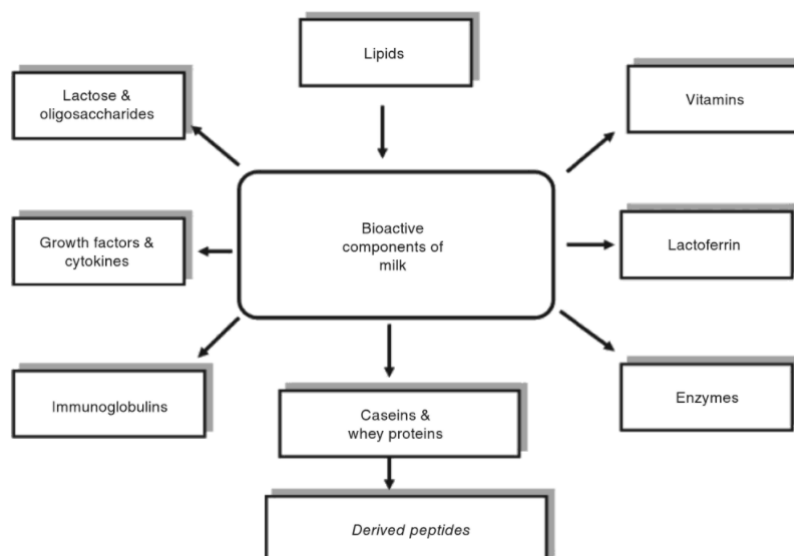 Lipids
Lactose &
oligosaccharides
Vitamins
Growth factors &
cytokines
Bioactive
components of
milk
Lactoferrin
Immunoglobulins
Caseins &
whey proteins
Enzymes
Derived peptides